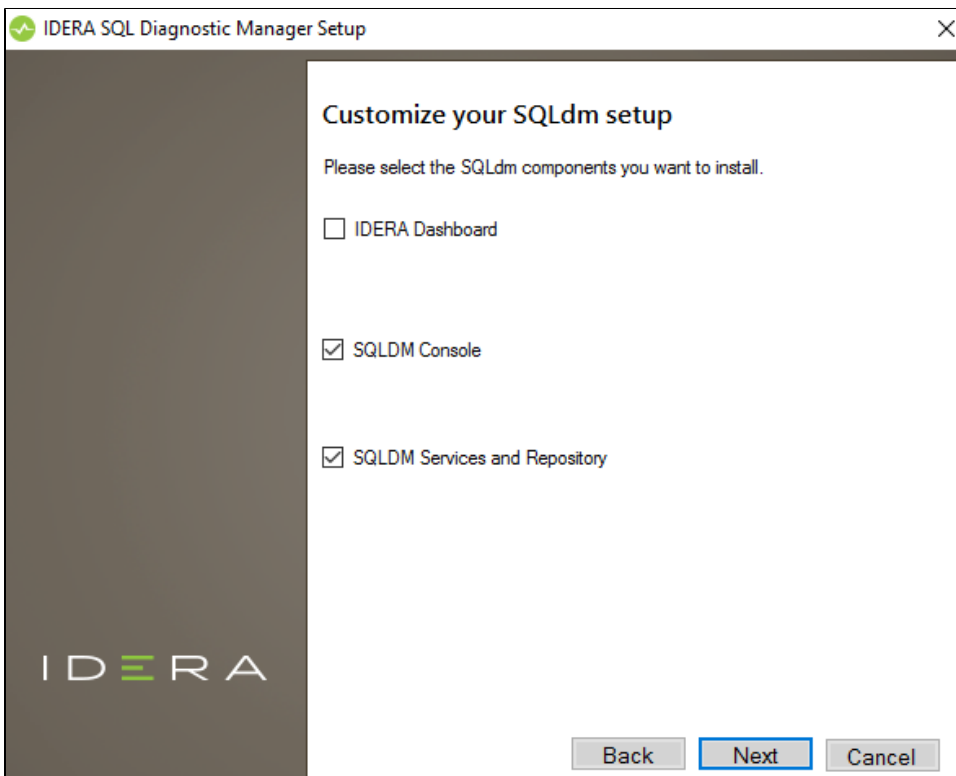 IDERA SQL Diagnostic Manager Setup
Customize your SQLdm setup
Please select the SQLdm components you want to install.
IDERA Dashboard
SQLDM Console
SQLDM Services and Repository
IDERA
Back
Next
Cancel